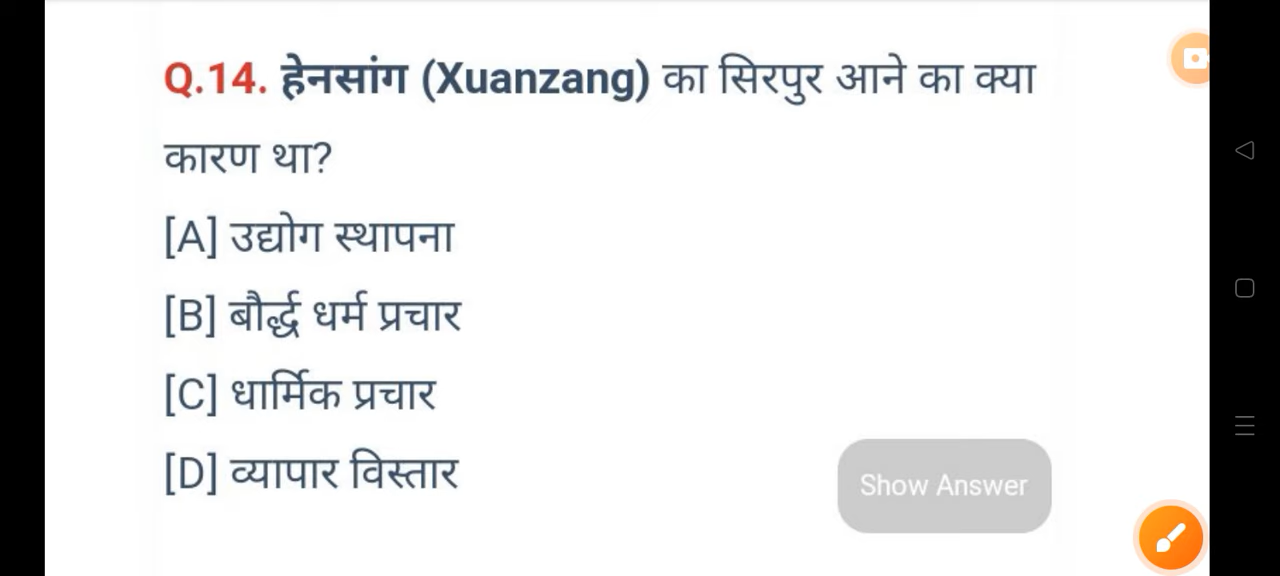 Q.14. हेनसांग (Xuanzang) का सिरपुर आने का क्या
कारण था?
[A] उद्योग स्थापना
[B] बौर्द्ध धर्म प्रचार
[C] धार्मिक प्रचार
[D] व्यापार विस्तार
Show Answer